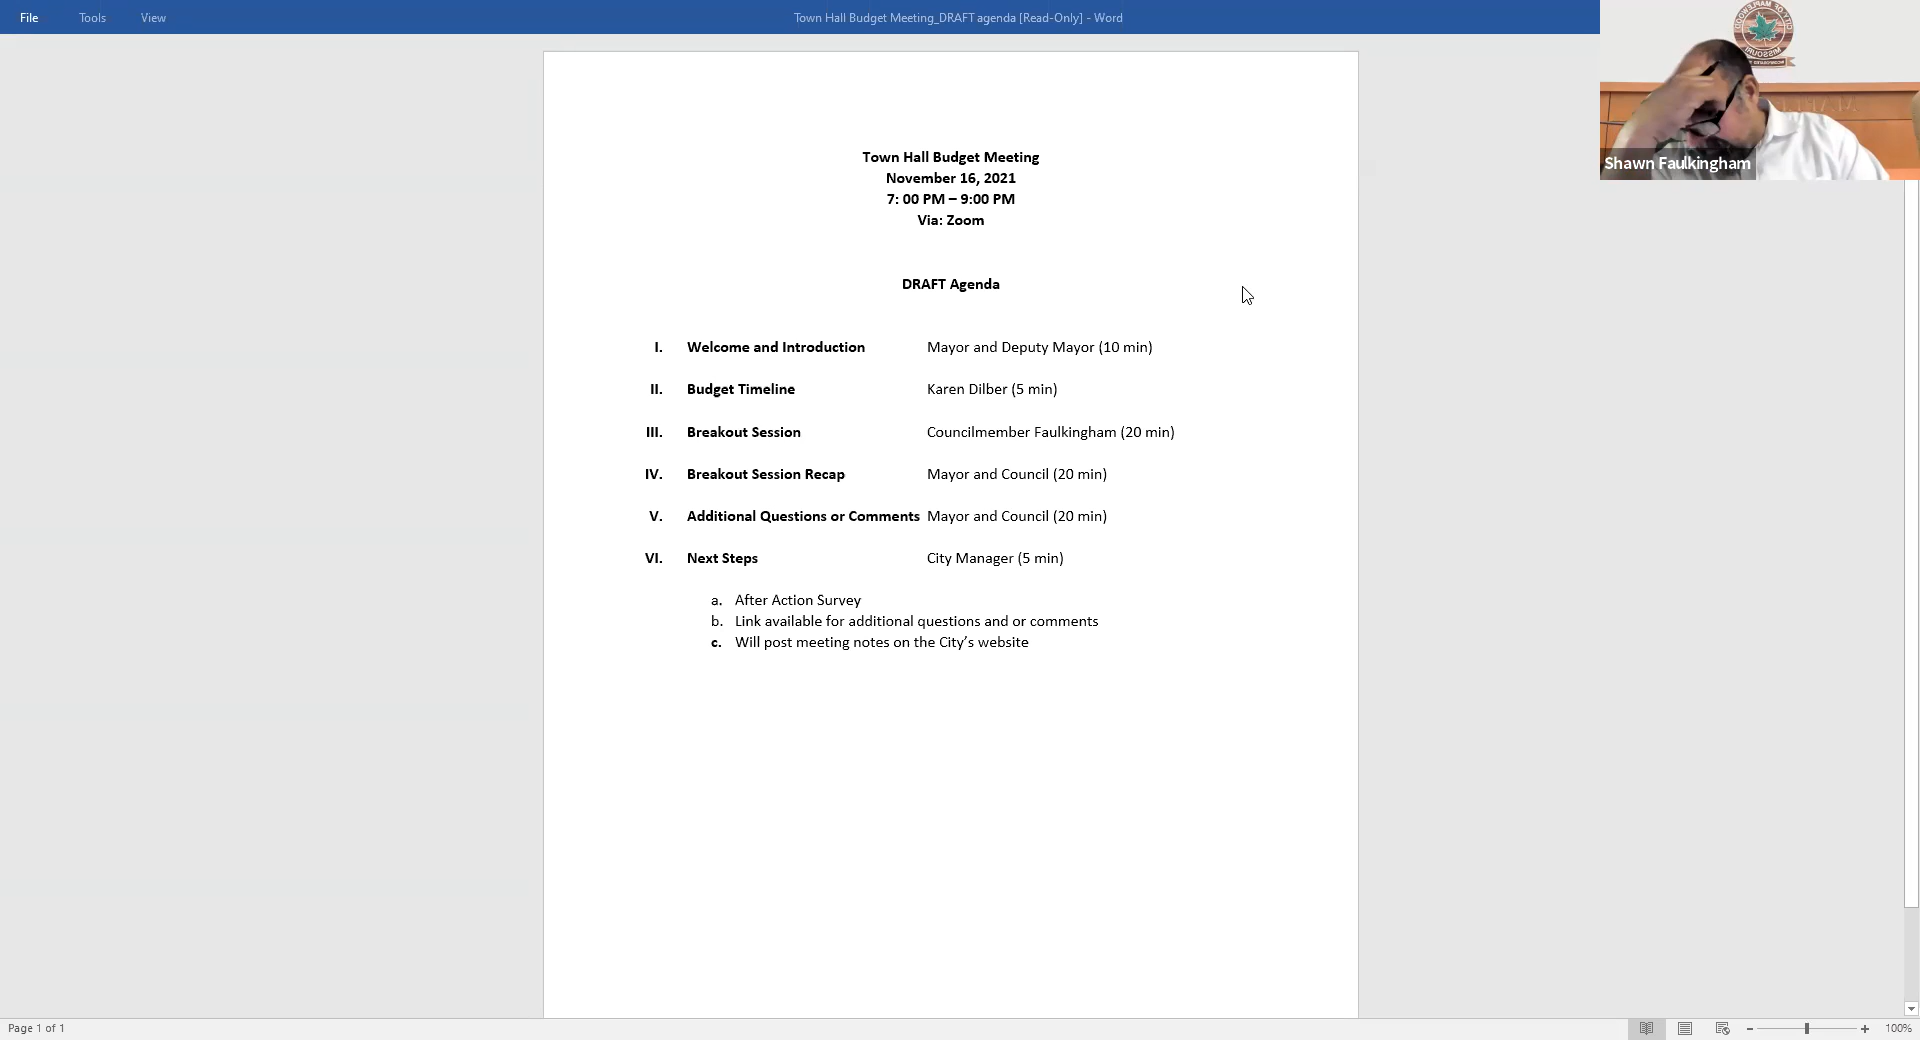 File Tools View
Town Hall Budget Meeting_DRAFT agenda [Read-Only] - Word
CITY OF MAPLEWOOD
MISSOURI
Shawn Faulkingham
Town Hall Budget Meeting
November 16, 2021
7: 00 PM – 9:00 PM
Via: Zoom
DRAFT Agenda
I. Welcome and Introduction Mayor and Deputy Mayor (10 min)
II. Budget Timeline Karen Dilber (5 min)
III. Breakout Session Councilmember Faulkingham (20 min)
IV. Breakout Session Recap Mayor and Council (20 min)
V. Additional Questions or Comments Mayor and Council (20 min)
VI. Next Steps City Manager (5 min)
a. After Action Survey
b. Link available for additional questions and or comments
c. Will post meeting notes on the City’s website
Page 1 of 1
100%